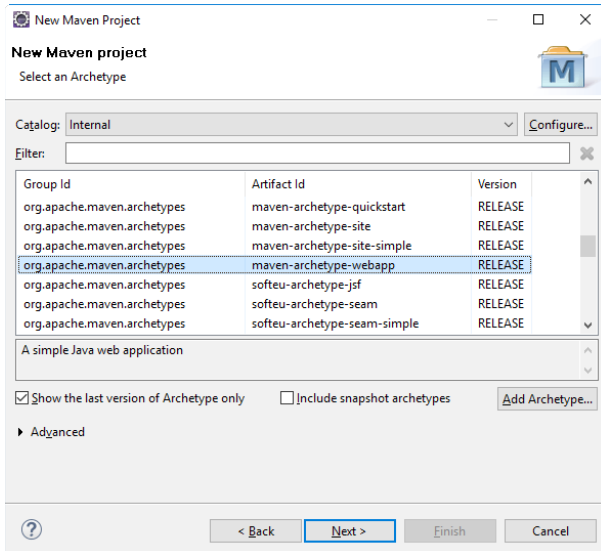 New Maven Project
New Maven project
Select an Archetype
M
Catalog: Internal Configure...
Filter:
Group Id Artifact Id Version
org.apache.maven.archetypes maven-archetype-quickstart RELEASE
org.apache.maven.archetypes maven-archetype-site RELEASE
org.apache.maven.archetypes maven-archetype-site-simple RELEASE
org.apache.maven.archetypes maven-archetype-webapp RELEASE
org.apache.maven.archetypes softeu-archetype-jsf RELEASE
org.apache.maven.archetypes softeu-archetype-seam RELEASE
org.apache.maven.archetypes softeu-archetype-seam-simple RELEASE
A simple Java web application
Show the last version of Archetype only Include snapshot archetypes Add Archetype...
Advanced
? < Back Next > Finish Cancel